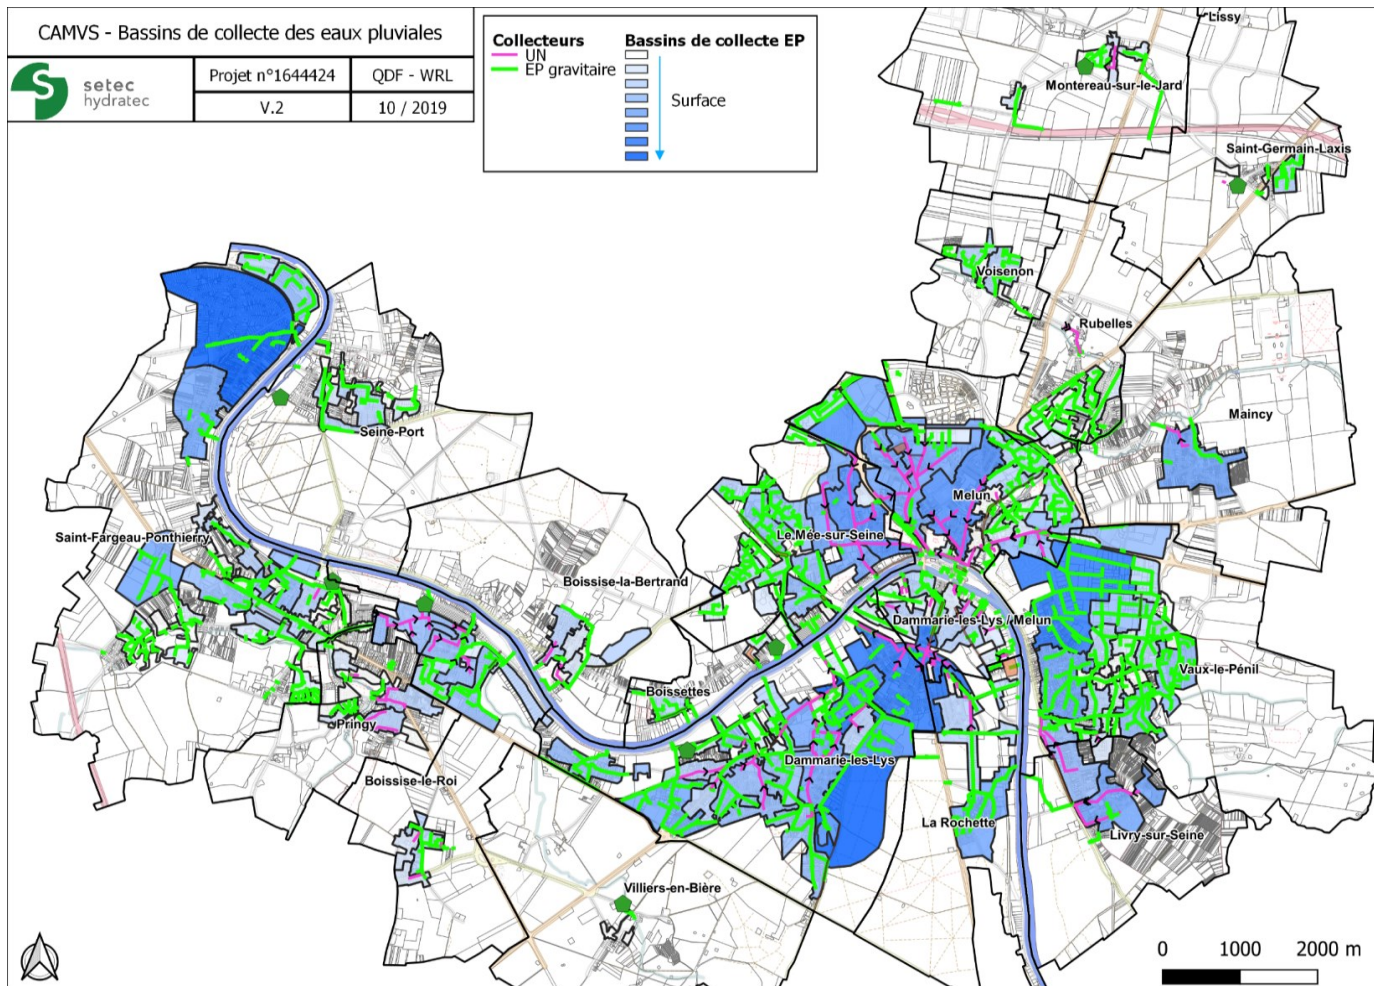 CAMVS - Bassins de collecte des eaux pluviales
setec
hydratec
Projet n°1644424
QDF - WRL
V.2
10 / 2019
Collecteurs
UN
EP gravitaire
Bassins de collecte EP
Surface
Lissy
Montereau-sur-le-Jard
Saint-Germain-Laxis
Voisenon
Rubelles
Maincy
Seine-Port
Melun
Le Mée-sur-Seine
Saint-Fargeau-Ponthierry
Boissise-la-Bertrand
Dammarie-les-Lys / Melun
Vaux-le-Pénil
Boissettes
Pringy
Dammarie-les-Lys
Boissise-le-Roi
La Rochette
Livry-sur-Seine
Villiers-en-Bière
0 1000 2000 m